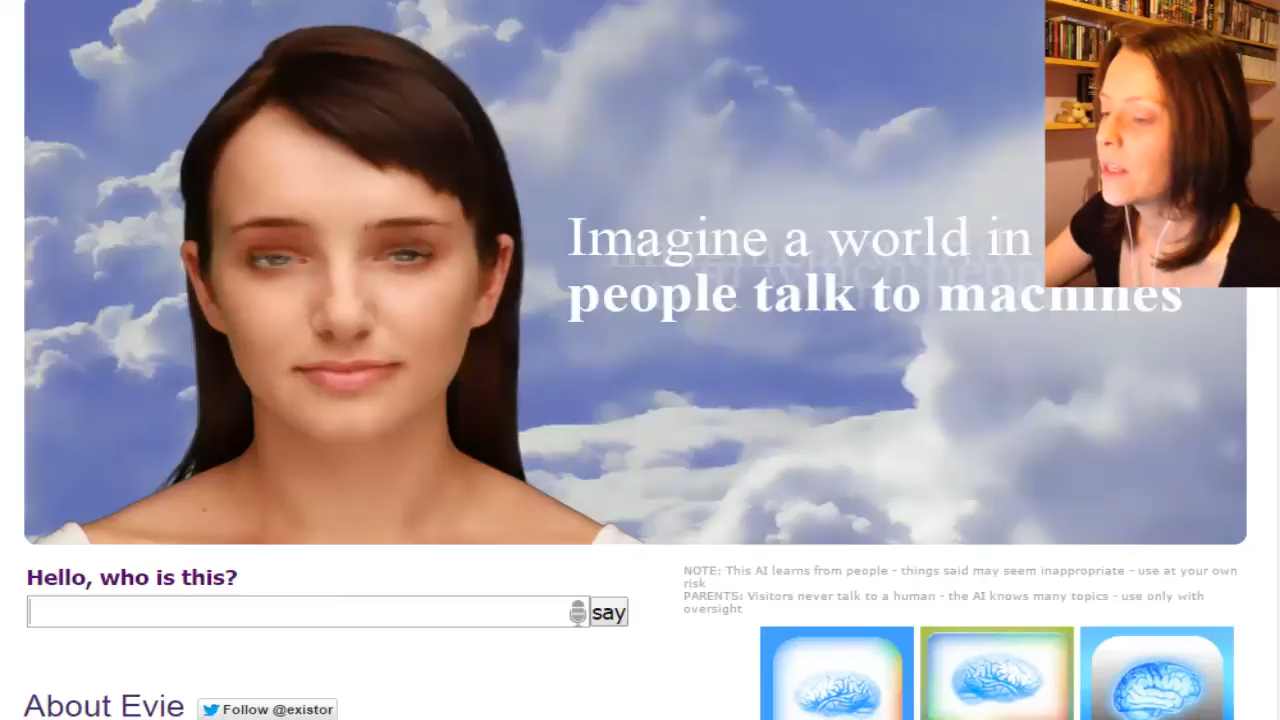 Imagine a world in
people talk to machines
Hello, who is this?
say
NOTE: This AI learns from people - things said may seem inappropriate - use at your own
risk
PARENTS: Visitors never talk to a human - the AI knows many topics - use only with
oversight
About Evie
Follow @existor